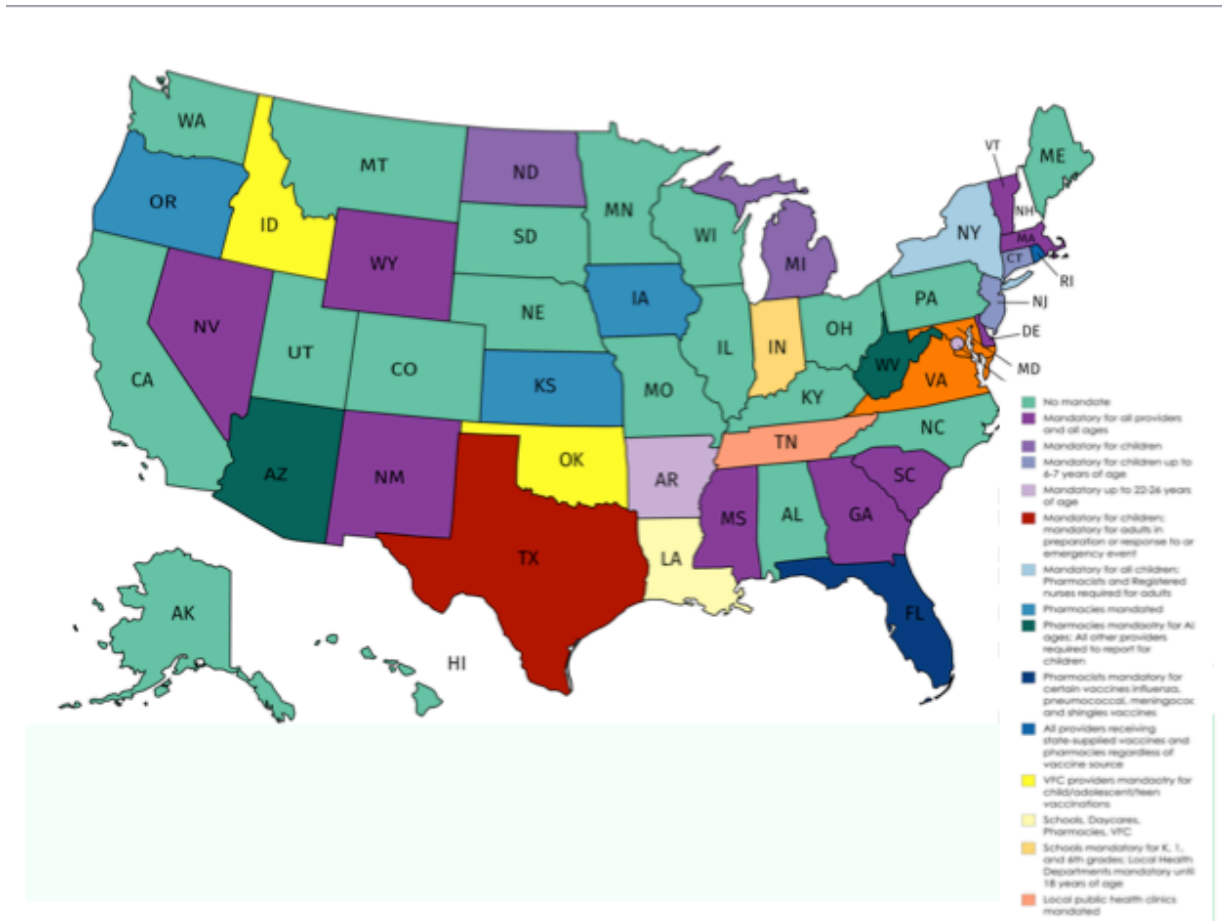 WA
MT
ND
MN
VT
ME
OR
ID
SD
WI
NY
NH
MA
WY
MI
CT
RI
NV
NE
IA
PA
NJ
UT
CO
IL
IN
OH
DE
CA
KS
MO
WV
VA
MD
KY
AZ
NM
OK
AR
TN
NC
SC
TX
LA
MS
AL
GA
FL
AK
HI
No mandate
Mandatory for all providers
and all ages
Mandatory for children
Mandatory for children up to
6-7 years of age
Mandatory up to 22-26 years
of age
Mandatory for children;
mandatory for adults in
preparation or response to ar
emergency event
Mandatory for all children;
Pharmacists and Registered
nurses required for adults
Pharmacies mandated
Pharmacies mandaotry for Al
ages; All other providers
required to report for
children
Pharmacists mandatory for
certain vaccines:influenza,
pneumococcal, meningococ
and shingles vaccines
All providers receiving
state-supplied vaccines and
pharmacies regardless of
vaccine source
VFC providers mandaotry for
child/adolescent/teen
vaccinations
Schools, Daycares,
Pharmacies, VFC
Schools mandatory for K, 1,
and 6th grades; Local Health
Departments mandatory until
18 years of age
Local public health clinics
mandated